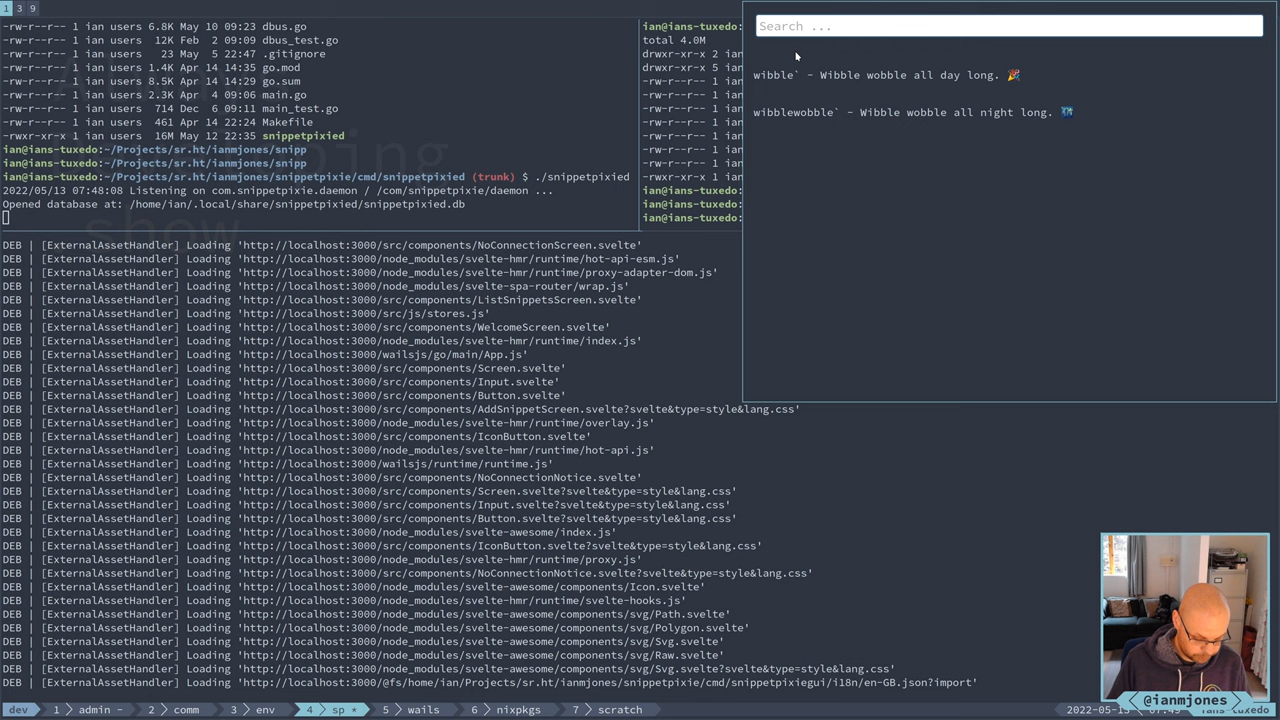 1 3 9
-rw-r--r-- 1 ian users 6.8K May 10 09:23 dbus.go
-rw-r--r-- 1 ian users 12K Feb 2 09:09 dbus_test.go
-rw-r--r-- 1 ian users 23 May 5 22:47 .gitignore
-rw-r--r-- 1 ian users 1.4K Apr 14 14:28 go.mod
-rw-r--r-- 1 ian users 8.5K Apr 14 14:29 go.sum
-rw-r--r-- 1 ian users 2.3K Apr 4 09:06 main.go
-rw-r--r-- 1 ian users 714 Dec 6 09:11 main_test.go
-rw-r--r-- 1 ian users 461 Apr 14 22:24 Makefile
-rwxr-xr-x 1 ian users 16M May 12 22:35 snippetpixied
ian@ians-tuxedo:~/Projects/sr.ht/ianmjones/snipp
ian@ians-tuxedo:~/Projects/sr.ht/ianmjones/snipp
ian@ians-tuxedo:~/Projects/sr.ht/ianmjones/snippetpixie/cmd/snippetpixied (trunk) $ ./snippetpixied
2022/05/13 07:48:08 Listening on com.snippetpixie.daemon / /com/snippetpixie/daemon ...
Opened database at: /home/ian/.local/share/snippetpixied/snippetpixied.db
show
ian@ians-tuxedo:
total 4.0M
drwxr-xr-x 2 ian
drwxr-xr-x 5 ian
-rw-r--r-- 1 ian
-rw-r--r-- 1 ian
-rw-r--r-- 1 ian
-rw-r--r-- 1 ian
-rw-r--r-- 1 ian
-rw-r--r-- 1 ian
-rw-r--r-- 1 ian
-rw-r--r-- 1 ian
-rwxr-xr-x 1 ian
ian@ians-tuxedo:
ian@ians-tuxedo:
ian@ians-tuxedo:
Search ...
wibble` - Wibble wobble all day long. 🎉
wibblewobble` - Wibble wobble all night long. 🌃
DEB | [ExternalAssetHandler] Loading 'http://localhost:3000/src/components/NoConnectionScreen.svelte'
DEB | [ExternalAssetHandler] Loading 'http://localhost:3000/node_modules/svelte-hmr/runtime/hot-api-esm.js'
DEB | [ExternalAssetHandler] Loading 'http://localhost:3000/node_modules/svelte-hmr/runtime/proxy-adapter-dom.js'
DEB | [ExternalAssetHandler] Loading 'http://localhost:3000/node_modules/svelte-spa-router/wrap.js'
DEB | [ExternalAssetHandler] Loading 'http://localhost:3000/src/components/ListSnippetsScreen.svelte'
DEB | [ExternalAssetHandler] Loading 'http://localhost:3000/src/js/stores.js'
DEB | [ExternalAssetHandler] Loading 'http://localhost:3000/src/components/WelcomeScreen.svelte'
DEB | [ExternalAssetHandler] Loading 'http://localhost:3000/node_modules/svelte-hmr/runtime/index.js'
DEB | [ExternalAssetHandler] Loading 'http://localhost:3000/wailsjs/go/main/App.js'
DEB | [ExternalAssetHandler] Loading 'http://localhost:3000/src/components/Screen.svelte'
DEB | [ExternalAssetHandler] Loading 'http://localhost:3000/src/components/Input.svelte'
DEB | [ExternalAssetHandler] Loading 'http://localhost:3000/src/components/Button.svelte'
DEB | [ExternalAssetHandler] Loading 'http://localhost:3000/src/components/AddSnippetScreen.svelte?svelte&type=style&lang.css'
DEB | [ExternalAssetHandler] Loading 'http://localhost:3000/node_modules/svelte-hmr/runtime/overlay.js'
DEB | [ExternalAssetHandler] Loading 'http://localhost:3000/src/components/IconButton.svelte'
DEB | [ExternalAssetHandler] Loading 'http://localhost:3000/node_modules/svelte-hmr/runtime/hot-api.js'
DEB | [ExternalAssetHandler] Loading 'http://localhost:3000/wailsjs/runtime/runtime.js'
DEB | [ExternalAssetHandler] Loading 'http://localhost:3000/src/components/NoConnectionNotice.svelte'
DEB | [ExternalAssetHandler] Loading 'http://localhost:3000/src/components/Screen.svelte?svelte&type=style&lang.css'
DEB | [ExternalAssetHandler] Loading 'http://localhost:3000/src/components/Input.svelte?svelte&type=style&lang.css'
DEB | [ExternalAssetHandler] Loading 'http://localhost:3000/src/components/Button.svelte?svelte&type=style&lang.css'
DEB | [ExternalAssetHandler] Loading 'http://localhost:3000/node_modules/svelte-awesome/index.js'
DEB | [ExternalAssetHandler] Loading 'http://localhost:3000/src/components/IconButton.svelte?svelte&type=style&lang.css'
DEB | [ExternalAssetHandler] Loading 'http://localhost:3000/node_modules/svelte-hmr/runtime/proxy.js'
DEB | [ExternalAssetHandler] Loading 'http://localhost:3000/src/components/NoConnectionNotice.svelte?svelte&type=style&lang.css'
DEB | [ExternalAssetHandler] Loading 'http://localhost:3000/node_modules/svelte-awesome/components/Icon.svelte'
DEB | [ExternalAssetHandler] Loading 'http://localhost:3000/node_modules/svelte-hmr/runtime/svelte-hooks.js'
DEB | [ExternalAssetHandler] Loading 'http://localhost:3000/node_modules/svelte-awesome/components/svg/Path.svelte'
DEB | [ExternalAssetHandler] Loading 'http://localhost:3000/node_modules/svelte-awesome/components/svg/Polygon.svelte'
DEB | [ExternalAssetHandler] Loading 'http://localhost:3000/node_modules/svelte-awesome/components/svg/Svg.svelte'
DEB | [ExternalAssetHandler] Loading 'http://localhost:3000/node_modules/svelte-awesome/components/svg/Raw.svelte'
DEB | [ExternalAssetHandler] Loading 'http://localhost:3000/node_modules/svelte-awesome/components/svg/Svg.svelte?svelte&type=style&lang.css'
DEB | [ExternalAssetHandler] Loading 'http://localhost:3000/@fs/home/ian/Projects/sr.ht/ianmjones/snippetpixie/cmd/snippetpixiegui/i18n/en-GB.json?import'
@ianmjones
dev 1 admin - 2 comm 3 env 4 sp * 5 wails 6 nixpkgs 7 scratch